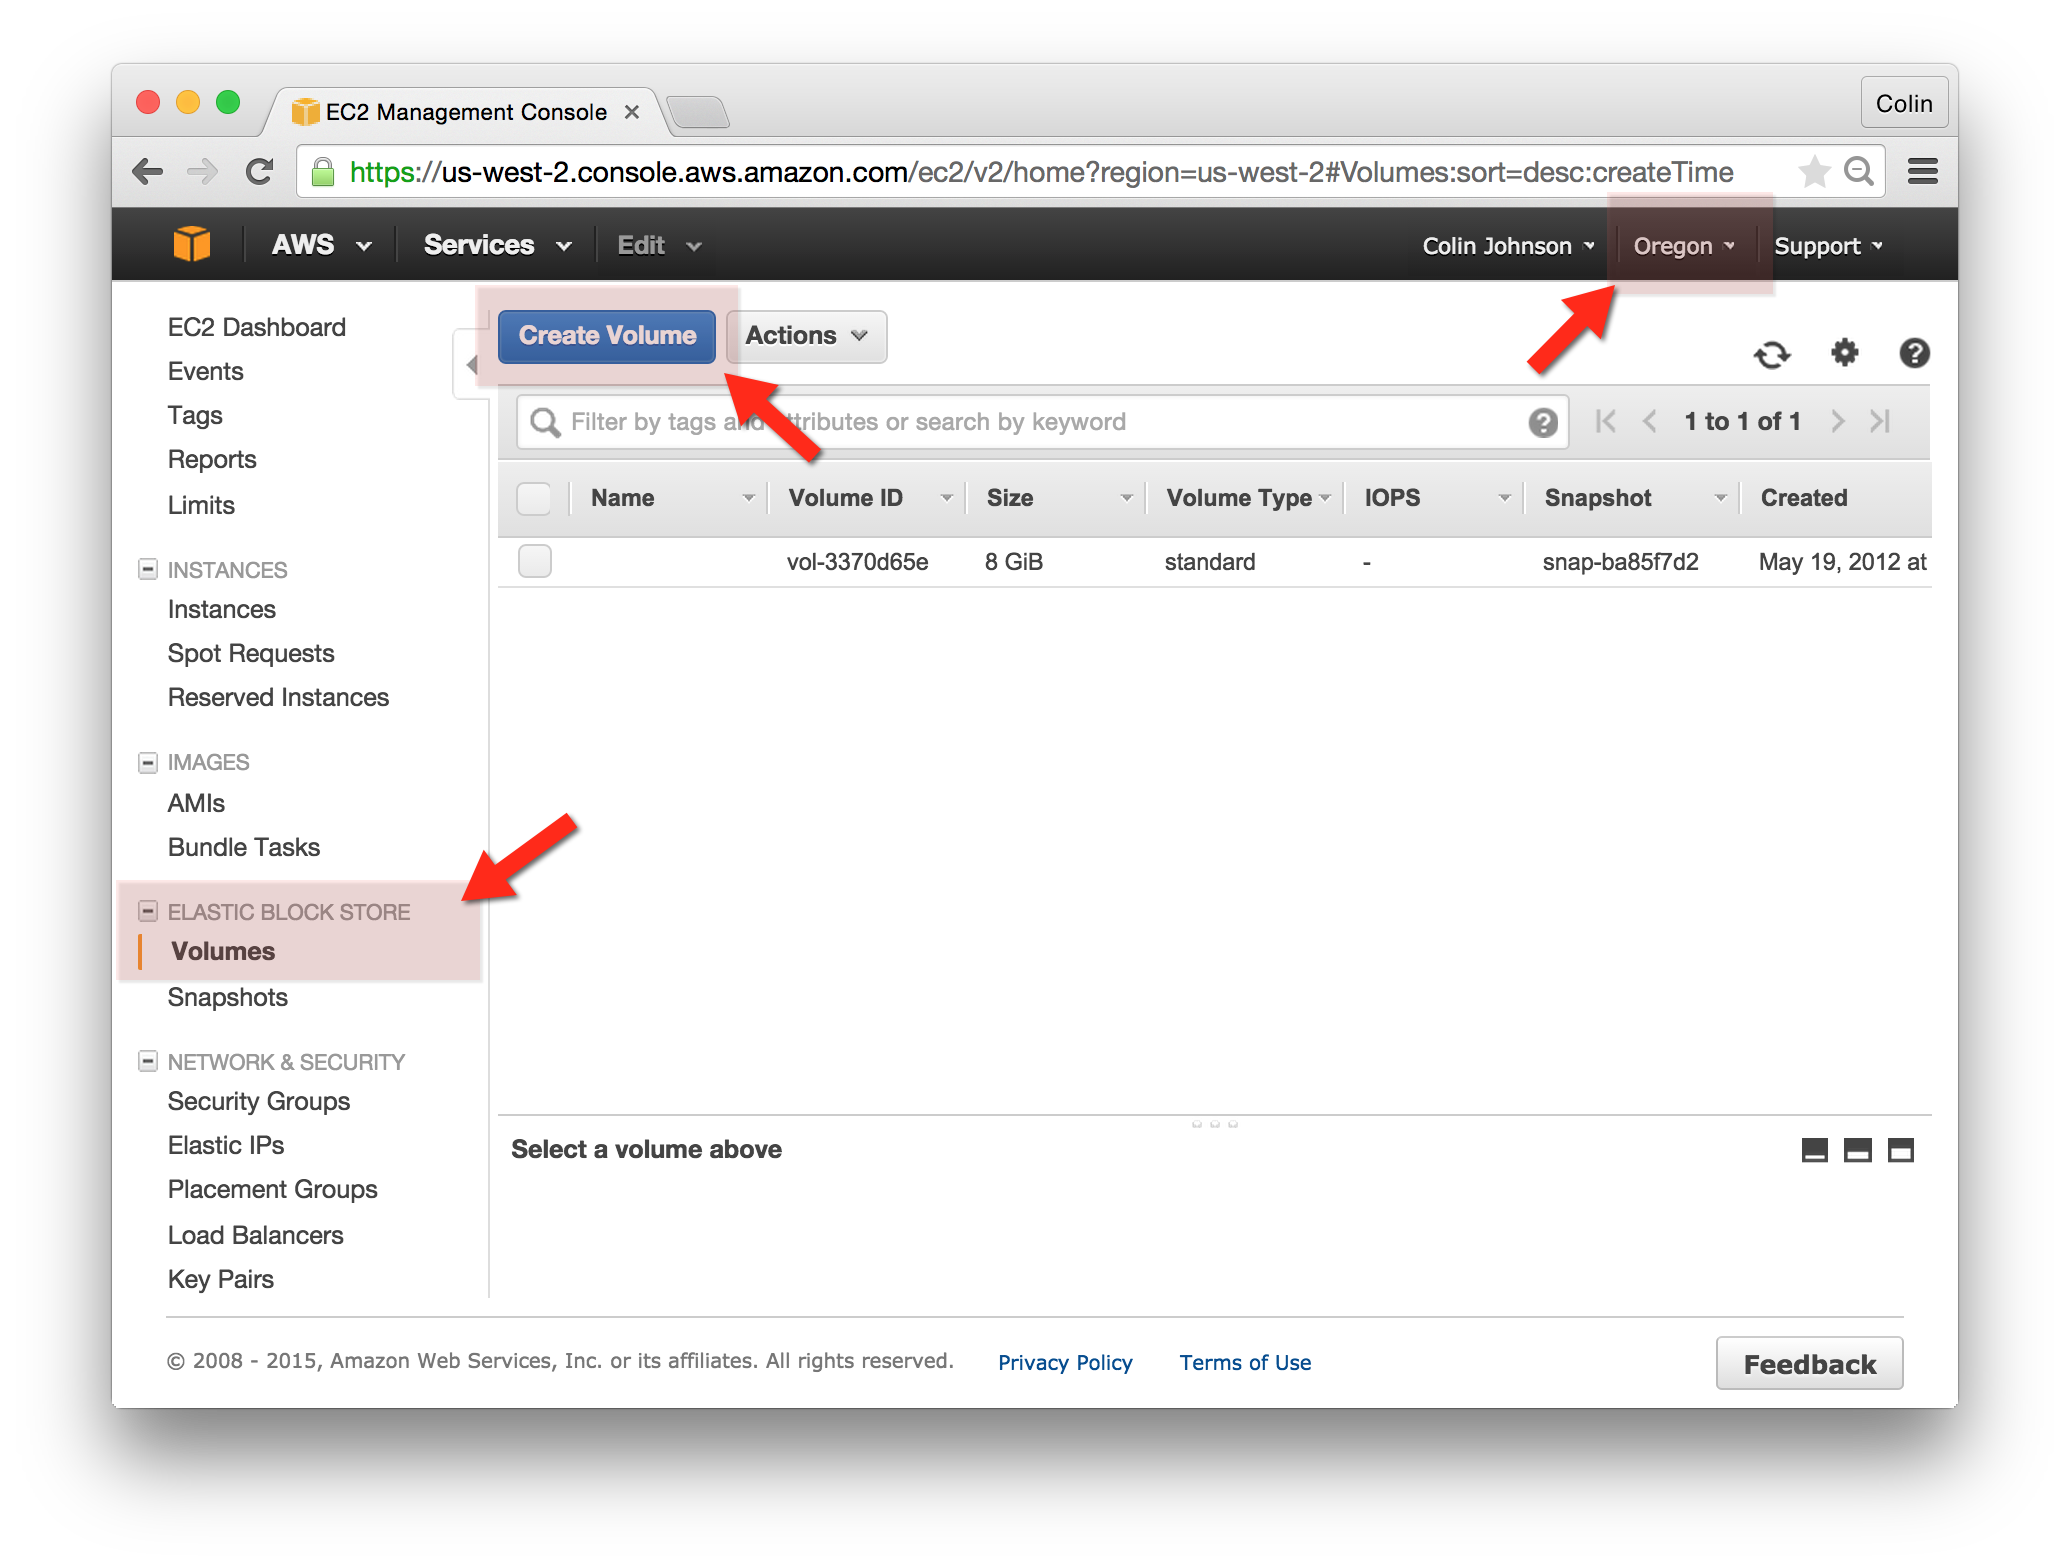 EC2 Management Console
Colin
https://us-west-2.console.aws.amazon.com/ec2/v2/home?region=us-west-2#Volumes:sort=desc:createTime
AWS Services Edit Colin Johnson Oregon Support
EC2 Dashboard
Events
Tags
Reports
Limits
INSTANCES
Instances
Spot Requests
Reserved Instances
IMAGES
AMIs
Bundle Tasks
ELASTIC BLOCK STORE
Volumes
Snapshots
NETWORK & SECURITY
Security Groups
Elastic IPs
Placement Groups
Load Balancers
Key Pairs
Create Volume Actions
Filter by tags and attributes or search by keyword 1 to 1 of 1
Name Volume ID Size Volume Type IOPS Snapshot Created
vol-3370d65e 8 GiB standard - snap-ba85f7d2 May 19, 2012 at
Select a volume above
© 2008 - 2015, Amazon Web Services, Inc. or its affiliates. All rights reserved. Privacy Policy Terms of Use Feedback